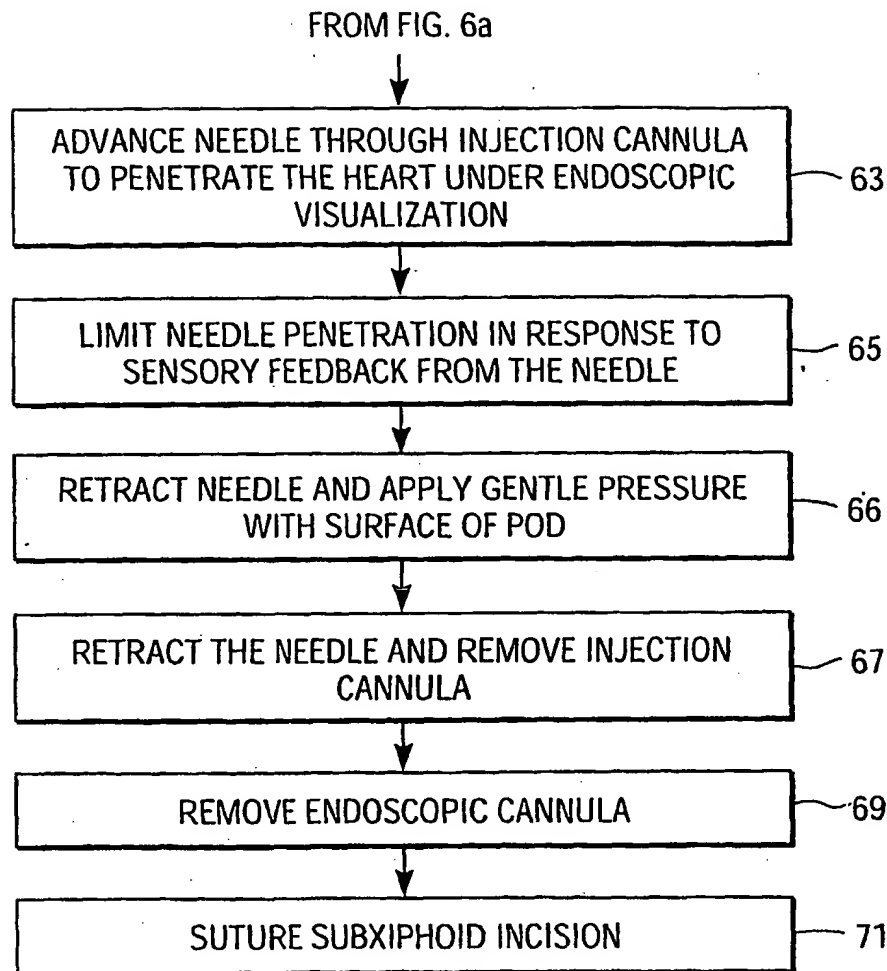 FROM FIG. 6a
ADVANCE NEEDLE THROUGH INJECTION CANNULA
TO PENETRATE THE HEART UNDER ENDOSCOPIC
VISUALIZATION
63
LIMIT NEEDLE PENETRATION IN RESPONSE TO
SENSORY FEEDBACK FROM THE NEEDLE
65
RETRACT NEEDLE AND APPLY GENTLE PRESSURE
WITH SURFACE OF POD
66
RETRACT THE NEEDLE AND REMOVE INJECTION
CANNULA
67
REMOVE ENDOSCOPIC CANNULA
69
SUTURE SUBXIPHOID INCISION
71